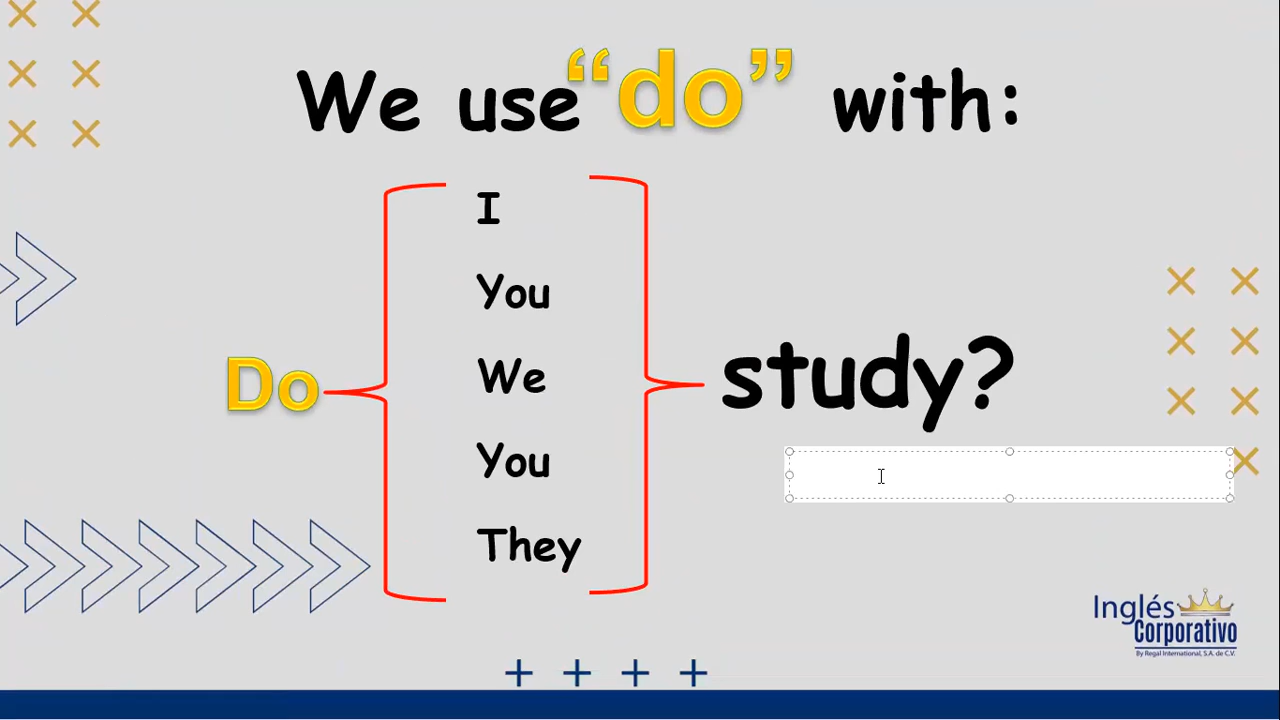 We use “do” with:
I
You
We
You
They
Do
study?
Inglés
Corporativo
By Regal International, S.A. de C.V.